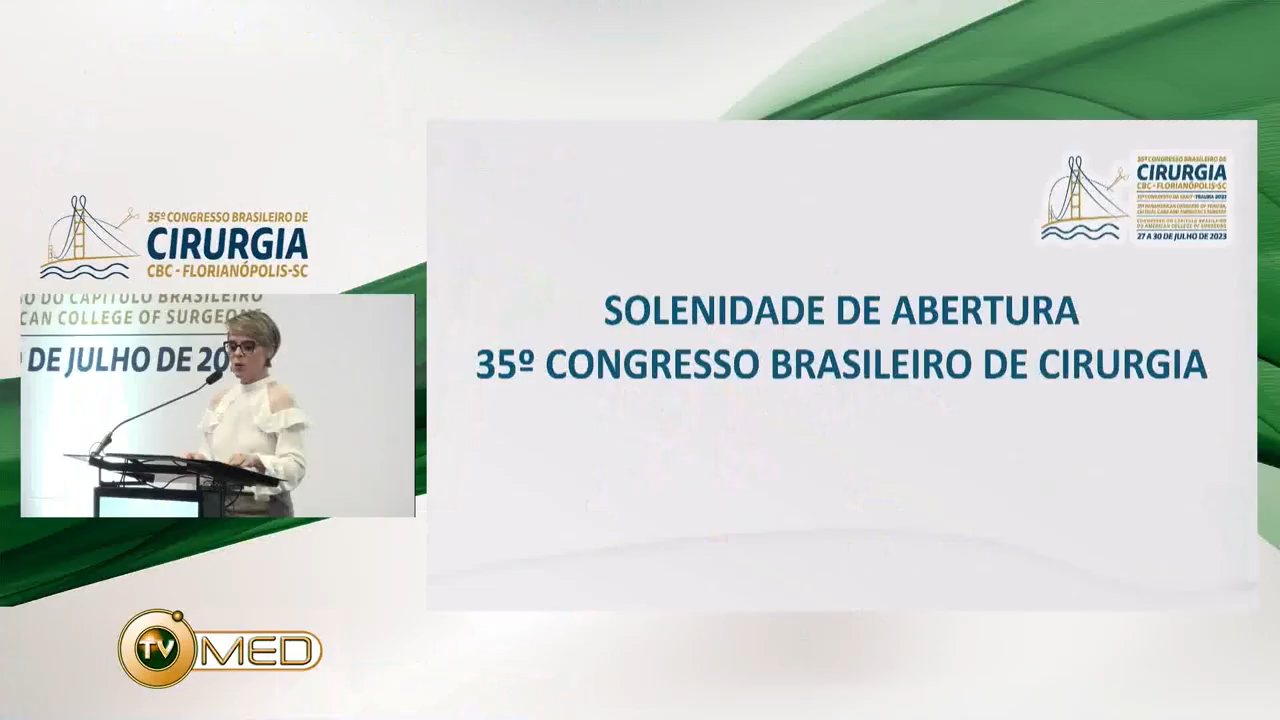 35º CONGRESSO BRASILEIRO DE
CIRURGIA
CBC - FLORIANÓPOLIS-SC
O DO CAPÍTULO BRASILEIRO
CAN COLLEGE OF SURGEON
DE JULHO DE 20
TV MED
35º CONGRESSO BRASILEIRO DE
CIRURGIA
CBC - FLORIANÓPOLIS-SC
27 A 30 DE JULHO DE 2023
SOLENIDADE DE ABERTURA
35º CONGRESSO BRASILEIRO DE CIRURGIA